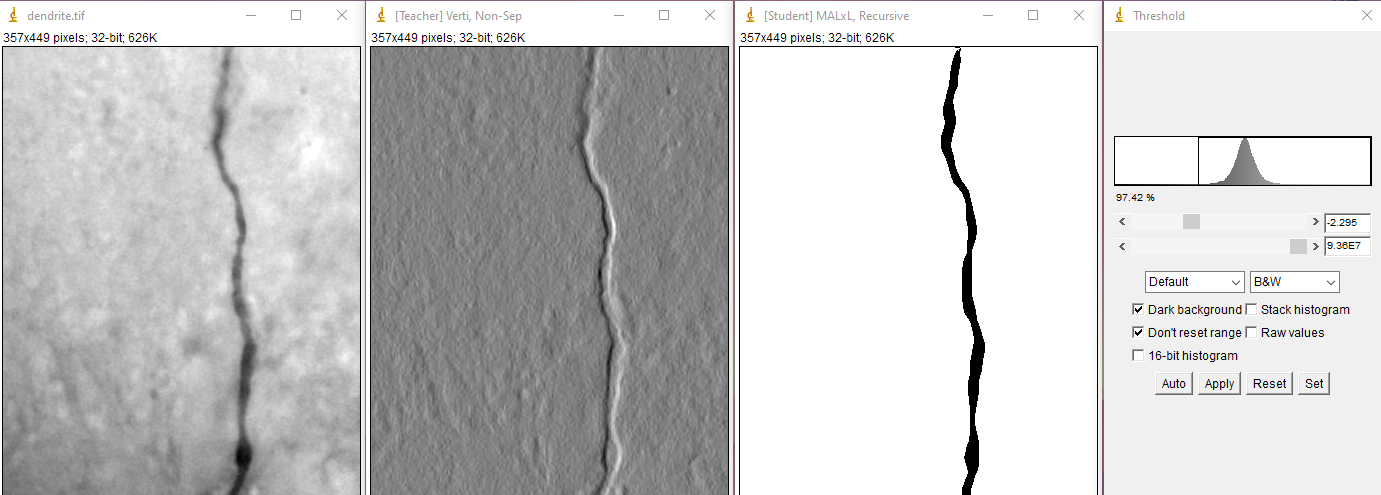 dendrite.tif
357x449 pixels; 32-bit; 626K
[Teacher] Verti, Non-Sep
357x449 pixels; 32-bit; 626K
[Student] MALxL, Recursive
357x449 pixels; 32-bit; 626K
Threshold
97.42 %
-2.295
9.36E7
Default B&W
Dark background Stack histogram
Don't reset range Raw values
16-bit histogram
Auto Apply Reset Set